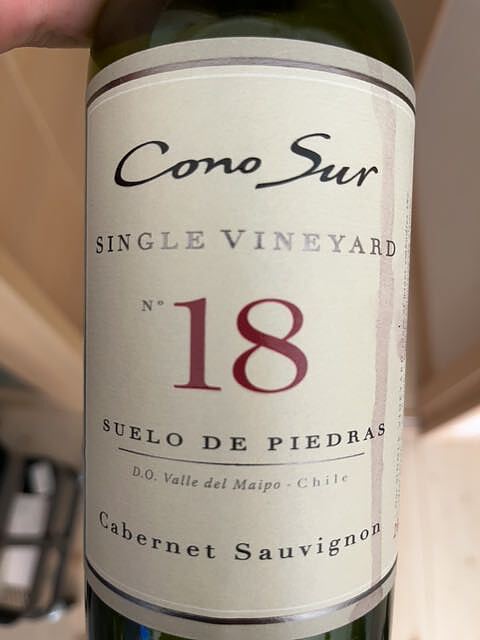 Cono Sur
SINGLE VINEYARD
Nº 18
SUELO DE PIEDRAS
D.O. Valle del Maipo - Chile
Cabernet Sauvignon